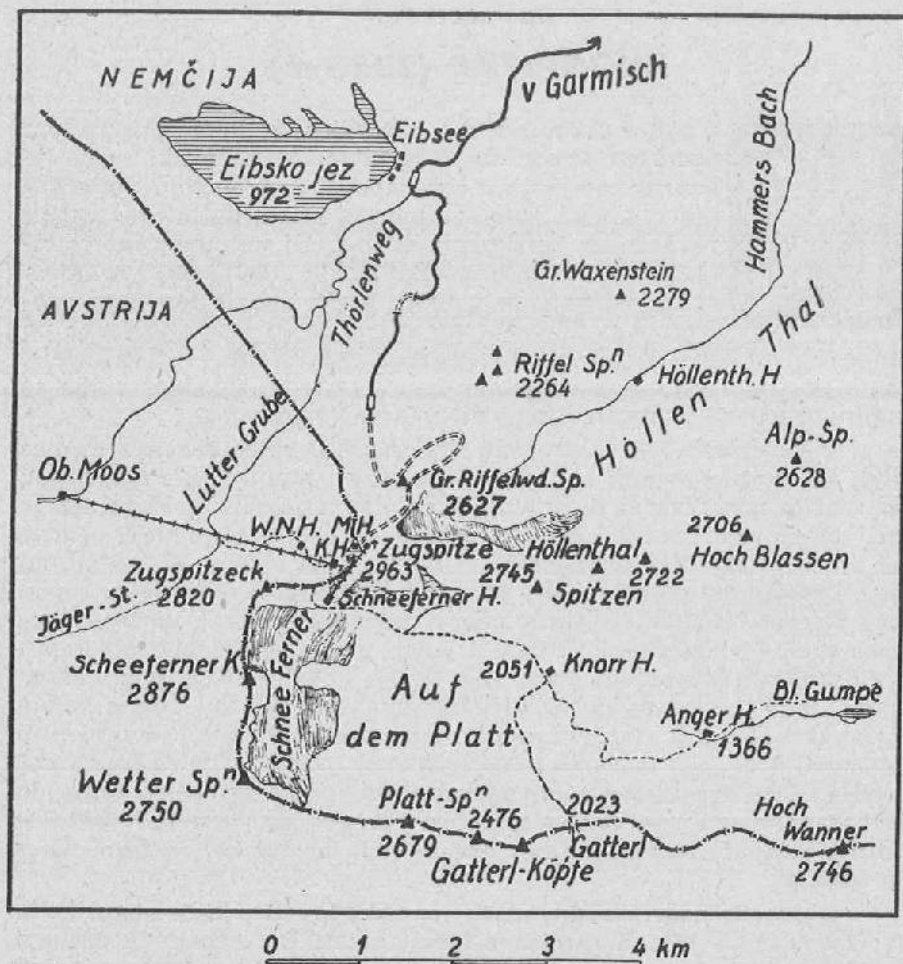 NEMČIJA
v Garmisch
Hammers Bach
Eibsee
Eibsko jez
972
Thörlenweg
Gr. Waxenstein
2279
AVSTRIJA
Riffel Sp.n
2264
Höllenth. H
Höllen Thal
Alp-Sp.
2628
Lutter-Grube
Ob. Moos
Gr. Riffelwd. Sp.
2627
W.N.H. M.H.
K.H.
Zugspitze
2963
Höllenthal
2745
2722
Spitzen
2706
Hoch Blassen
Zugspitzeck
2820
Schneeferner H.
Jäger-St.
Scheeferner K.
2876
Schnee Ferner
Auf
dem Platt
2051
Knorr H.
Bl. Gumpe
Anger H.
1366
Wetter Sp.n
2750
Platt-Sp.n
2679
2476
Gatterl-Köpfe
2023
Gatterl
Hoch
Wanner
2746
0 1 2 3 4 km